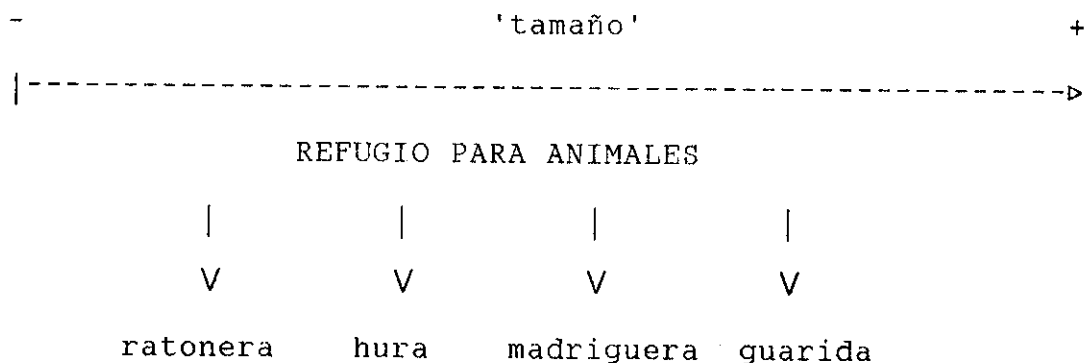 - 'tamaño' +
|------------------------------------------------------▷
REFUGIO PARA ANIMALES
| | | |
V V V V
ratonera hura madriguera guarida